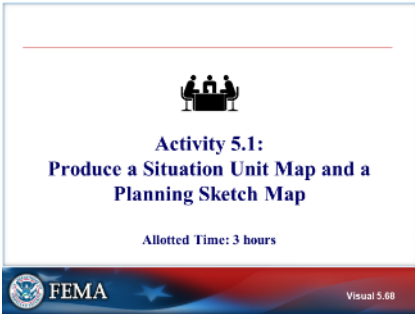 Activity 5.1:
Produce a Situation Unit Map and a
Planning Sketch Map
Allotted Time: 3 hours
FEMA
Visual 5.68